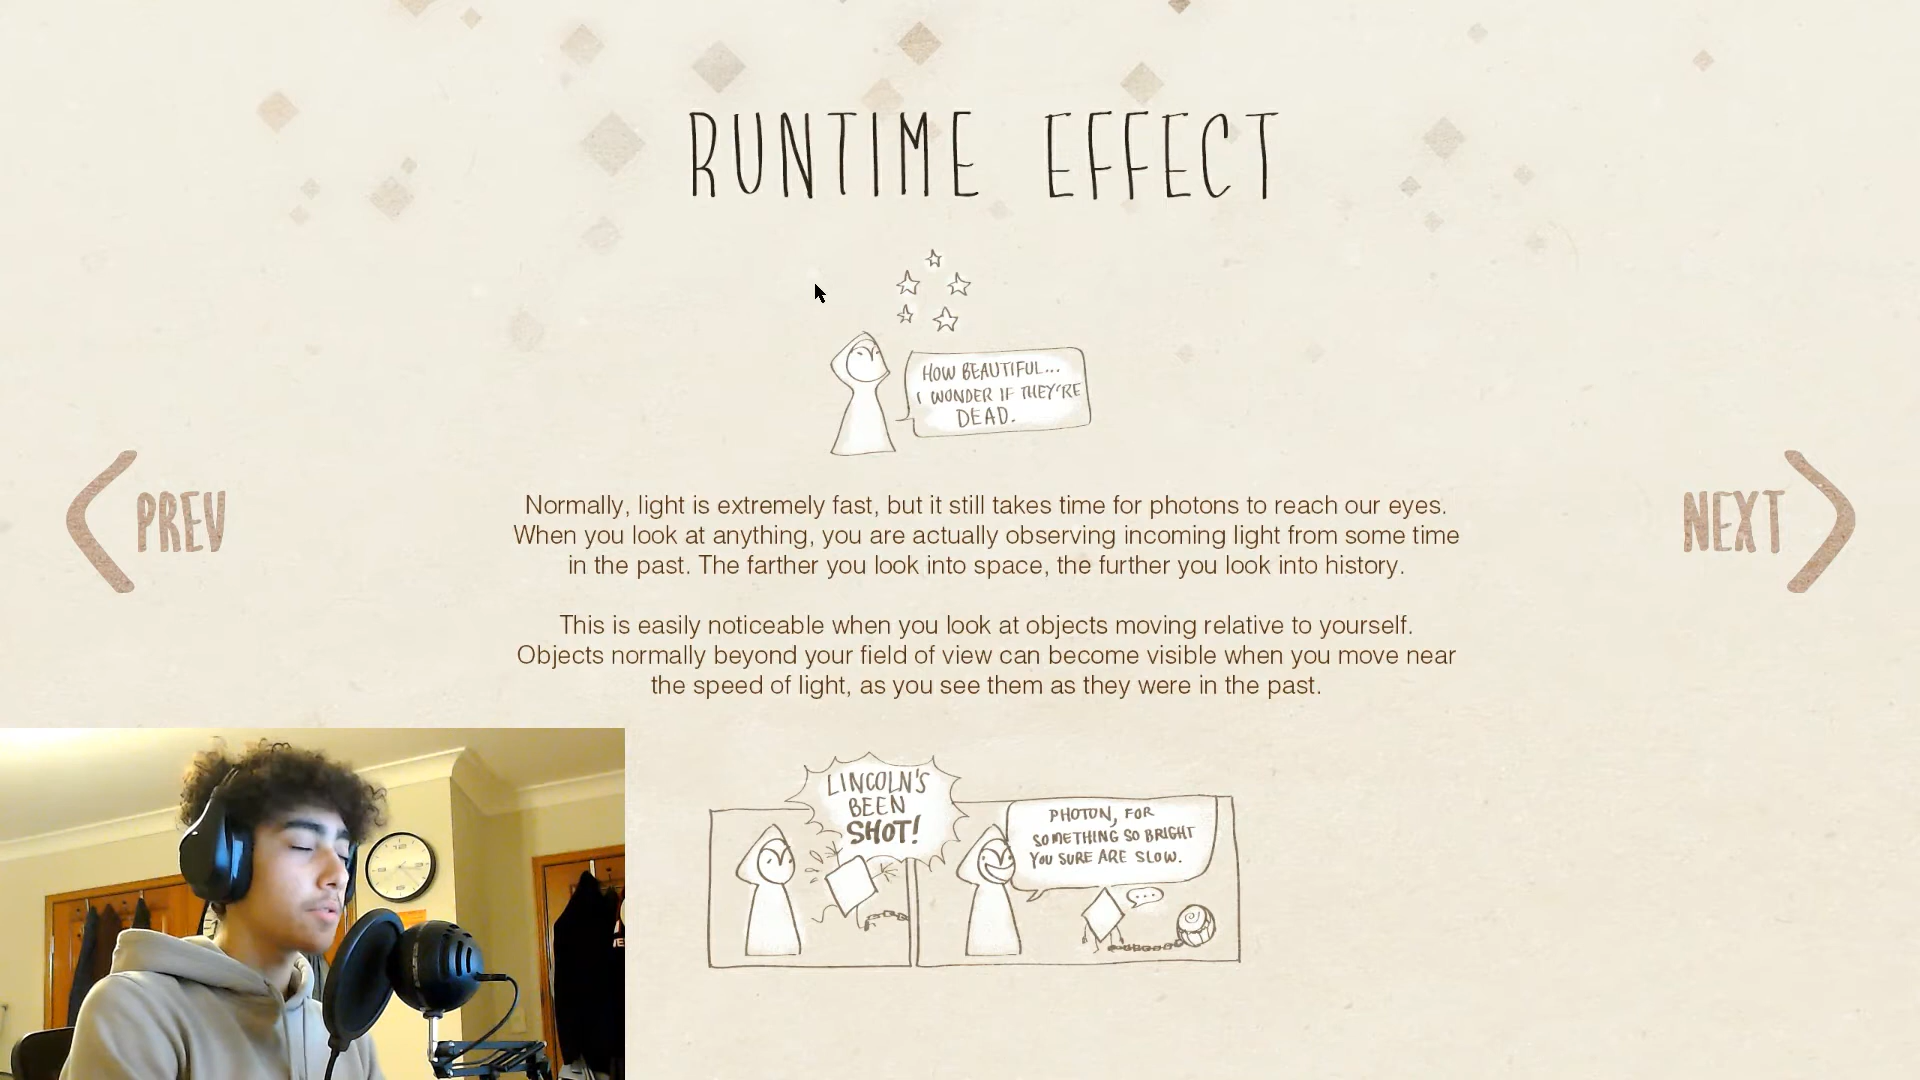 RUNTIME EFFECT
HOW BEAUTIFUL...
I WONDER IF THEY'RE
DEAD.
PREV
NEXT
Normally, light is extremely fast, but it still takes time for photons to reach our eyes.
When you look at anything, you are actually observing incoming light from some time
in the past. The farther you look into space, the further you look into history.
This is easily noticeable when you look at objects moving relative to yourself.
Objects normally beyond your field of view can become visible when you move near
the speed of light, as you see them as they were in the past.
LINCOLN'S
BEEN
SHOT!
PHOTON, FOR
SOMETHING SO BRIGHT
YOU SURE ARE SLOW.
...